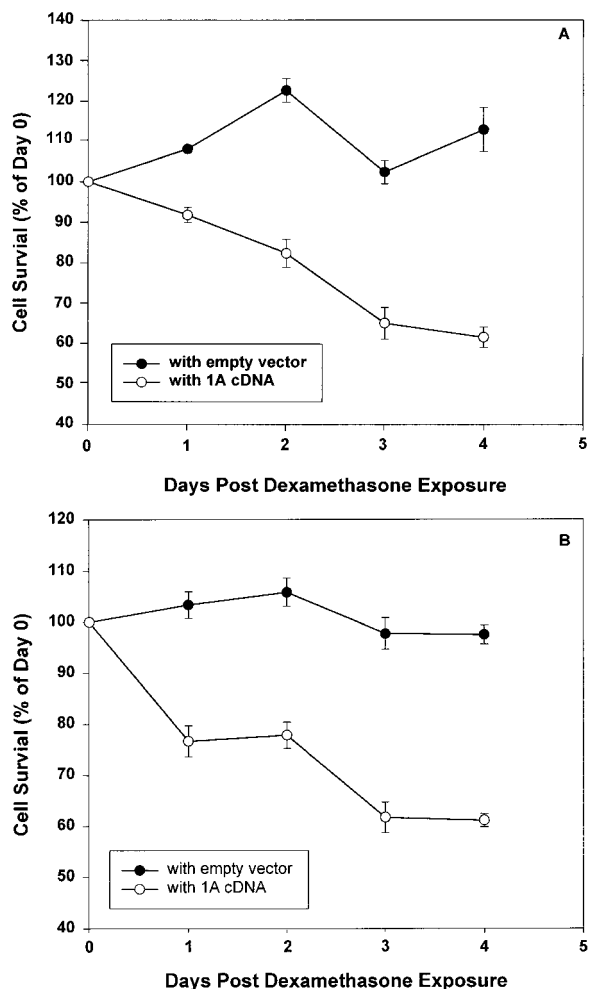 A
140
130
120
110
100
90
80
70
60
50
40
Cell Survial (% of Day 0)
with empty vector
with 1A cDNA
0 1 2 3 4 5
Days Post Dexamethasone Exposure
B
120
110
100
90
80
70
60
50
40
Cell Survial (% of Day 0)
with empty vector
with 1A cDNA
0 1 2 3 4 5
Days Post Dexamethasone Exposure